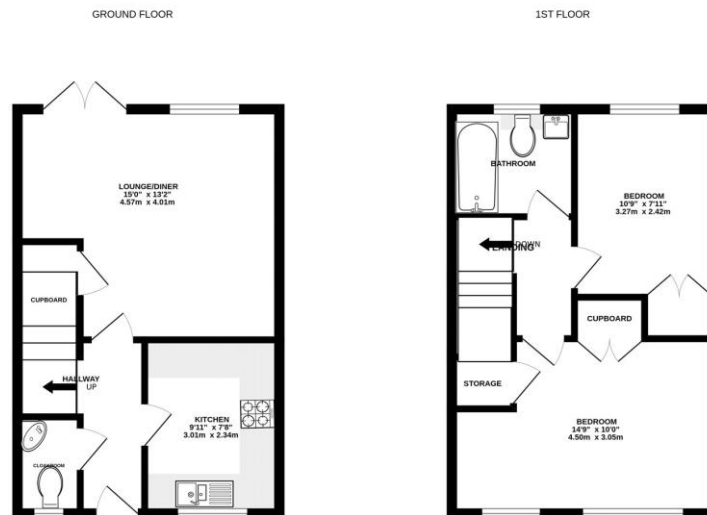 GROUND FLOOR
1ST FLOOR
LOUNGE/DINER
15'0" x 13'2"
4.57m x 4.01m
CUPBOARD
HALLWAY
UP
CLOAKROOM
KITCHEN
9'11" x 7'8"
3.01m x 2.34m
BATHROOM
BEDROOM
10'9" x 7'11"
3.27m x 2.42m
DOWN
LANDING
CUPBOARD
STORAGE
BEDROOM
14'9" x 10'0"
4.50m x 3.05m